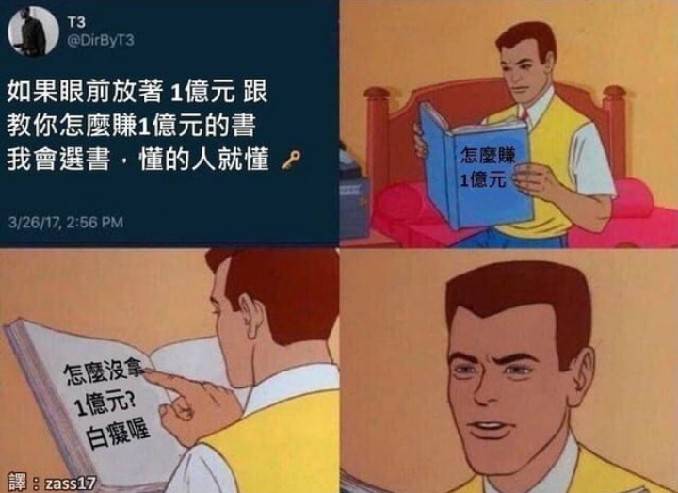 T3
@DirByT3
如果眼前放著 1億元 跟
教你怎麼賺1億元的書
我會選書．懂的人就懂
3/26/17, 2:56 PM
怎麼賺
1億元
怎麼沒拿
1億元?
白癡喔
譯：zass17